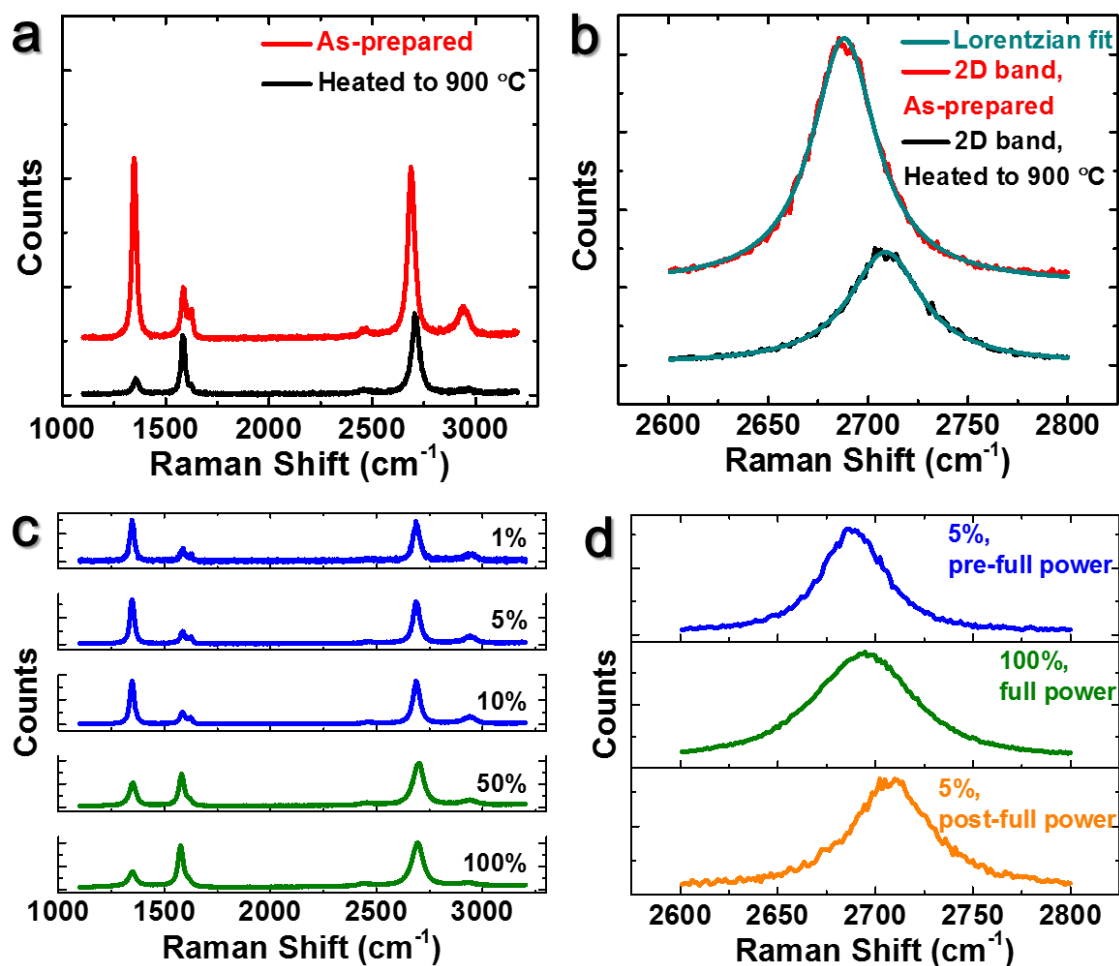 a
As-prepared
Heated to 900 °C
Counts
1000 1500 2000 2500 3000
Raman Shift (cm-1)
b
Lorentzian fit
2D band,
As-prepared
2D band,
Heated to 900 °C
Counts
2600 2650 2700 2750 2800
Raman Shift (cm-1)
c
1%
5%
10%
50%
100%
Counts
1000 1500 2000 2500 3000
Raman Shift (cm-1)
d
5%,
pre-full power
100%,
full power
5%,
post-full power
Counts
2600 2650 2700 2750 2800
Raman Shift (cm-1)